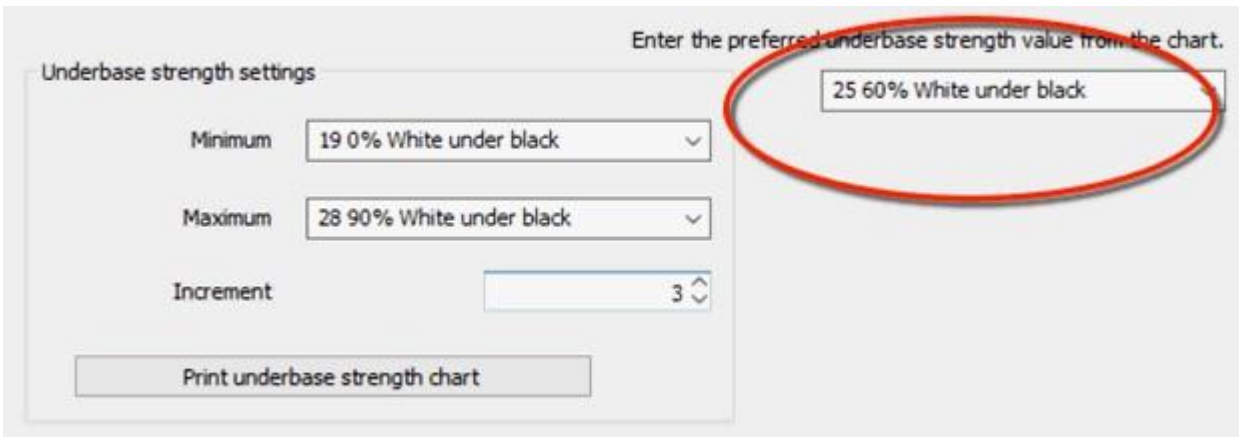 Enter the preferred underbase strength value from the chart.
25 60% White under black
Underbase strength settings
Minimum 19 0% White under black
Maximum 28 90% White under black
Increment 3
Print underbase strength chart